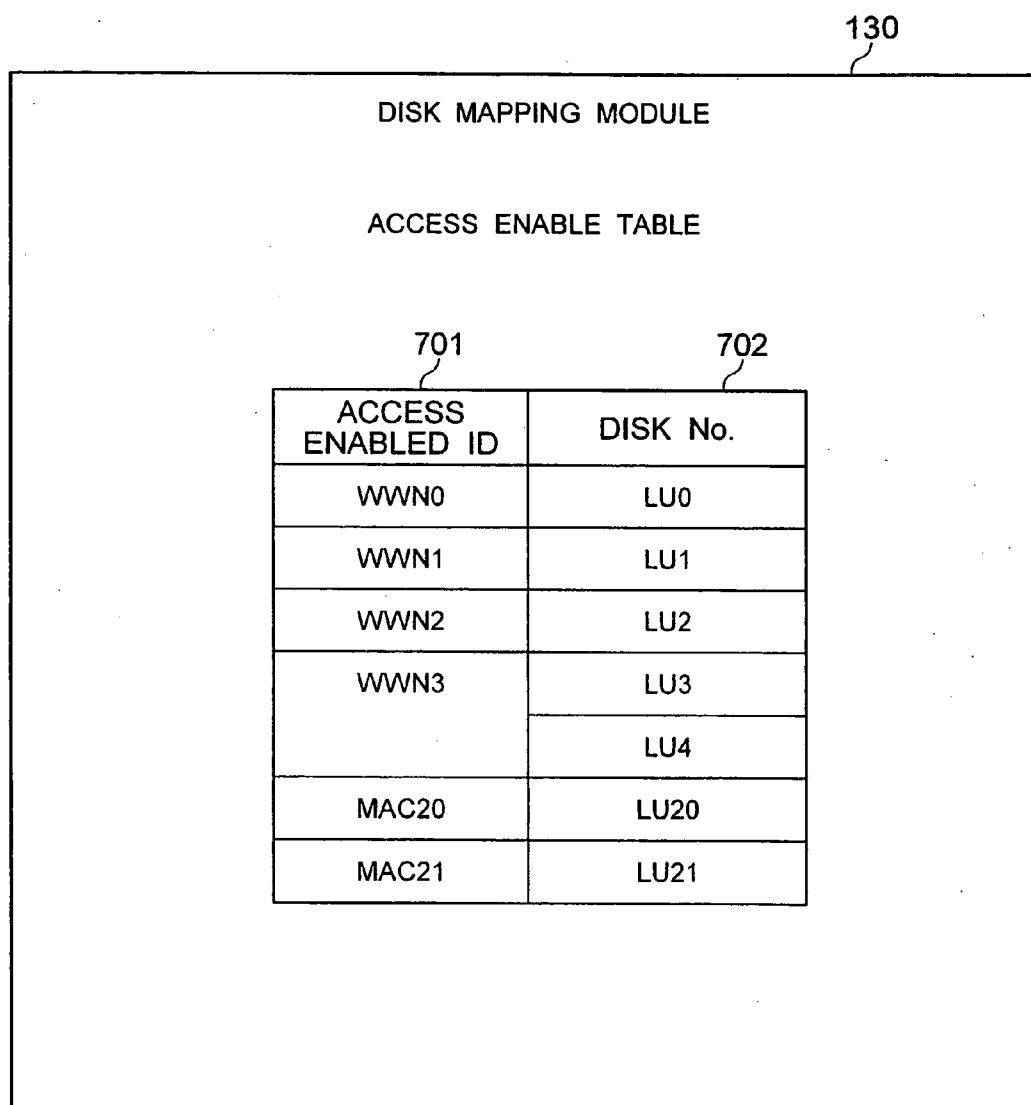 130
DISK MAPPING MODULE
ACCESS ENABLE TABLE
701
702
ACCESS
ENABLED ID
DISK No.
WWN0
LU0
WWN1
LU1
WWN2
LU2
WWN3
LU3
LU4
MAC20
LU20
MAC21
LU21